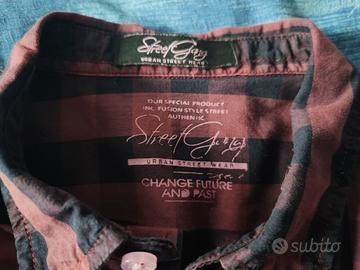 Street Gang
URBAN STREET WEAR
OUR SPECIAL PRODUCT
INC. FUSION STYLE STREET
AUTHENIK
Street Gang
URBAN STREET WEAR
CHANGE FUTURE
AND PAST
subito